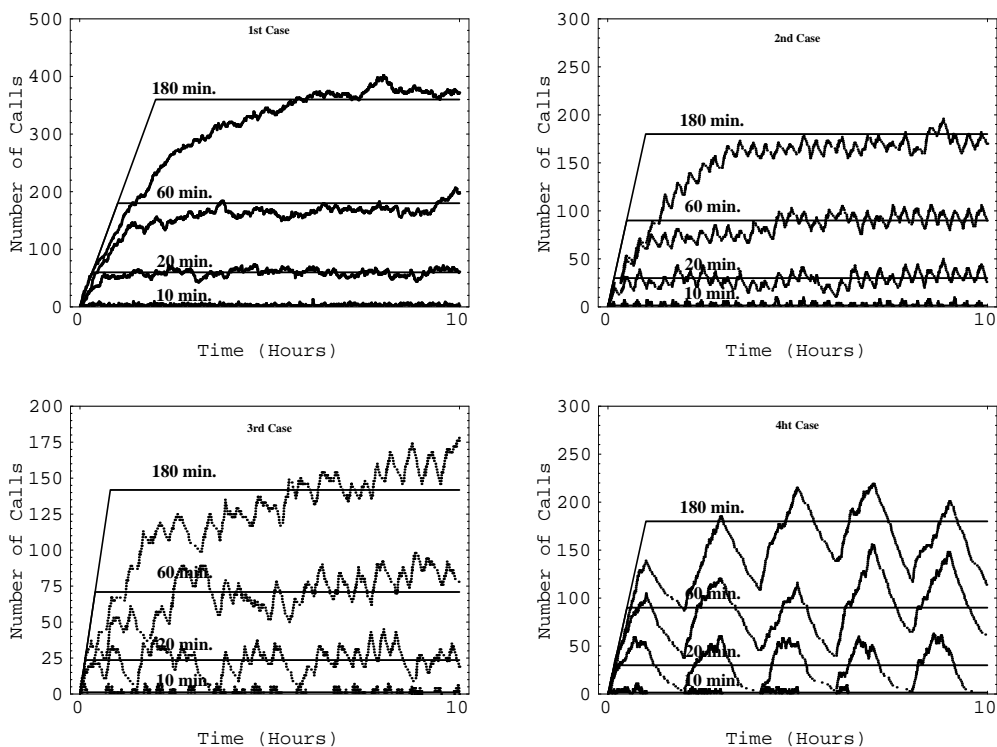 500
400
300
200
100
0
Number of Calls
1st Case
180 min.
60 min.
20 min.
10 min.
0
10
Time (Hours)
300
250
200
150
100
50
0
Number of Calls
2nd Case
180 min.
60 min.
20 min.
10 min.
0
10
Time (Hours)
200
175
150
125
100
75
50
25
0
Number of Calls
3rd Case
180 min.
60 min.
20 min.
10 min.
0
10
Time (Hours)
300
250
200
150
100
50
0
Number of Calls
4ht Case
180 min.
60 min.
20 min.
10 min.
0
10
Time (Hours)